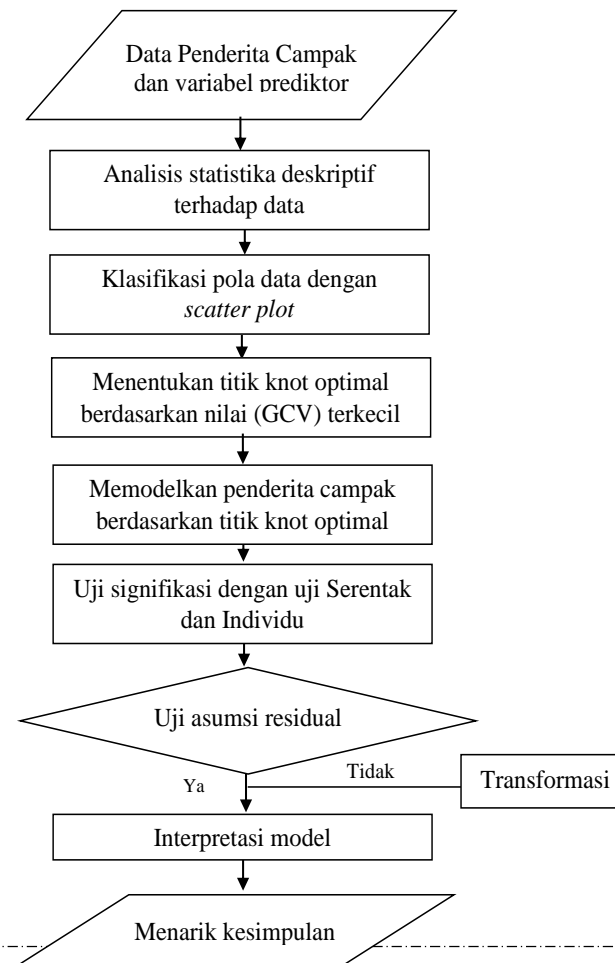 Data Penderita Campak
dan variabel prediktor
Analisis statistika deskriptif
terhadap data
Klasifikasi pola data dengan
scatter plot
Menentukan titik knot optimal
berdasarkan nilai (GCV) terkecil
Memodelkan penderita campak
berdasarkan titik knot optimal
Uji signifikasi dengan uji Serentak
dan Individu
Uji asumsi residual
Ya
Tidak
Transformasi
Interpretasi model
Menarik kesimpulan